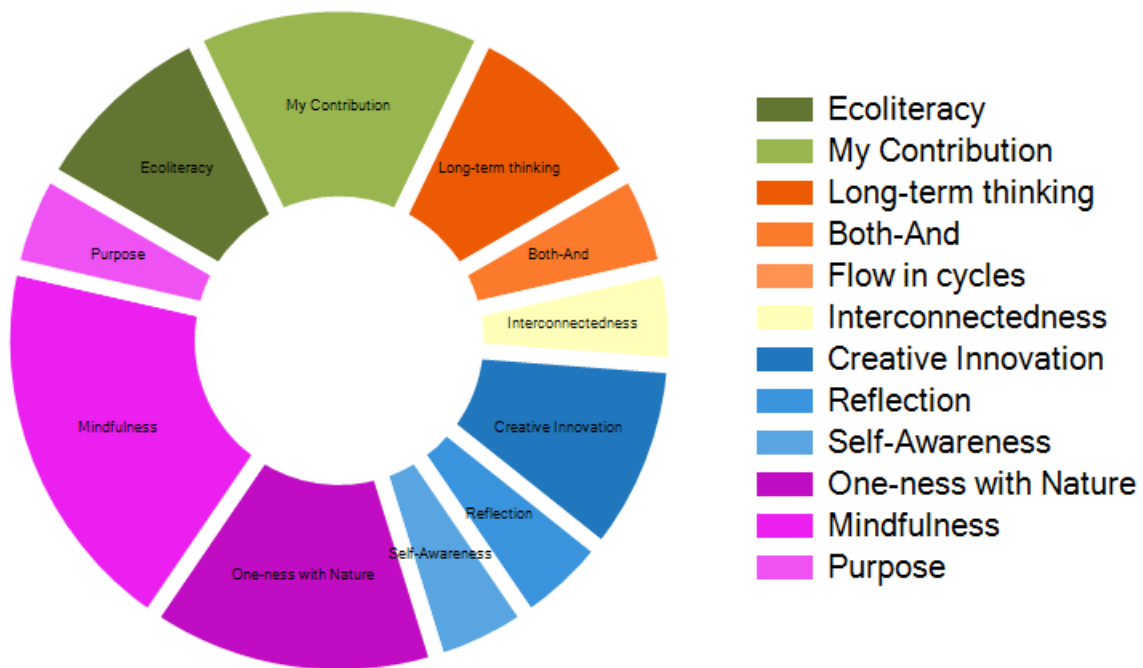 My Contribution
Ecoliteracy
Long-term thinking
Purpose
Both-And
Interconnectedness
Mindfulness
Creative Innovation
Reflection
Self-Awareness
One-ness with Nature
Ecoliteracy
My Contribution
Long-term thinking
Both-And
Flow in cycles
Interconnectedness
Creative Innovation
Reflection
Self-Awareness
One-ness with Nature
Mindfulness
Purpose